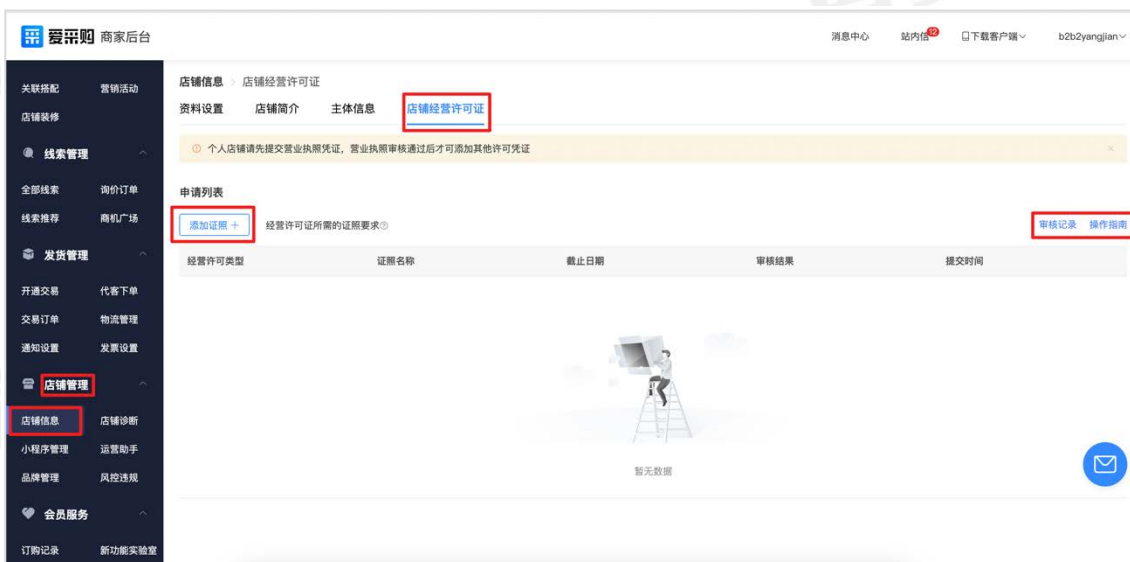 爱采购 商家后台
消息中心 站内信 12 下载客户端 b2b2yangjian
关联搭配 营销活动
店铺装修
线索管理
全部线索 询价订单
线索推荐 商机广场
发货管理
开通交易 代客下单
交易订单 物流管理
通知设置 发票设置
店铺管理
店铺信息 店铺诊断
小程序管理 运营助手
品牌管理 风控违规
会员服务
订购记录 新功能实验室
店铺信息 > 店铺经营许可证
资料设置 店铺简介 主体信息 店铺经营许可证
个人店铺请先提交营业执照凭证，营业执照审核通过后才可添加其他许可凭证
申请列表
添加证照 + 经营许可证所需的证照要求 审核记录 操作指南
经营许可类型 证照名称 截止日期 审核结果 提交时间
暂无数据